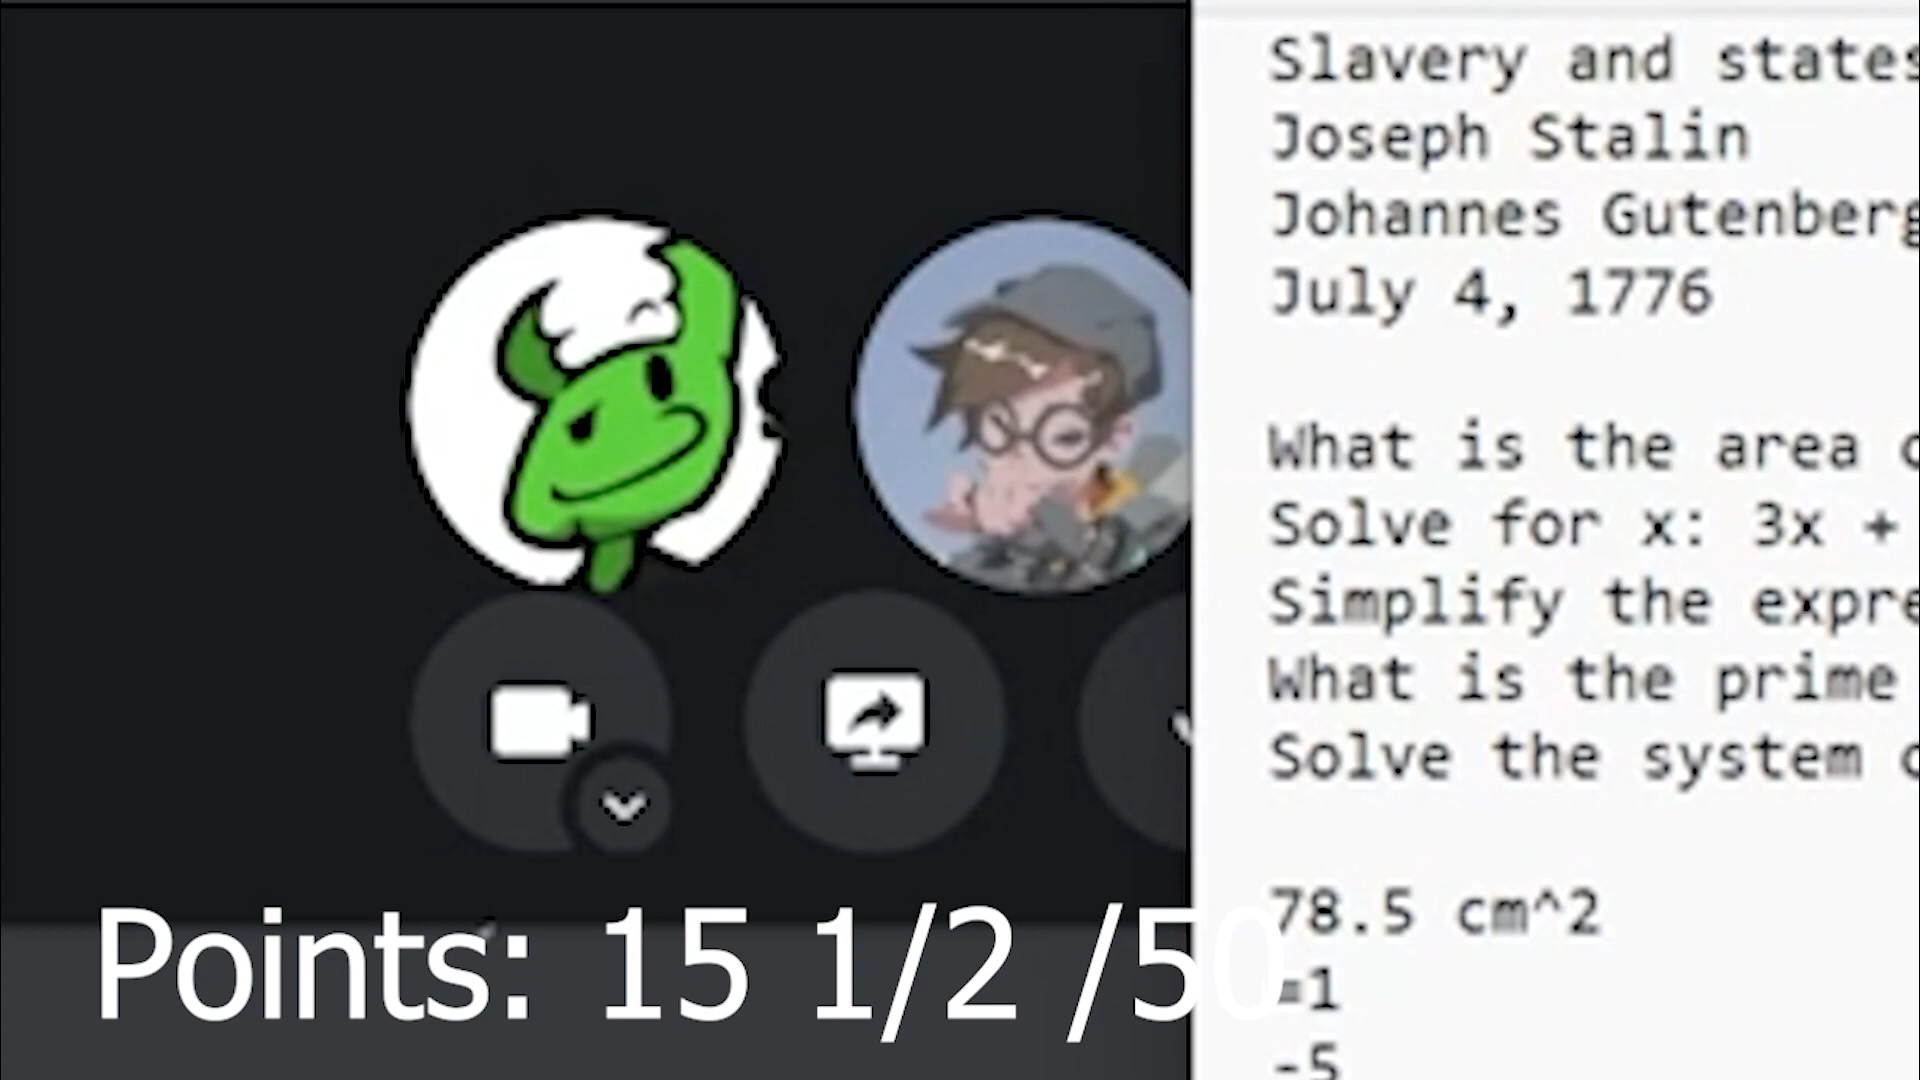 Slavery and states
Joseph Stalin
Johannes Gutenberg
July 4, 1776
What is the area
Solve for x: 3x +
Simplify the expre
What is the prime
Solve the system
78.5 cm^2
=1
-5
Points: 15 1/2 /50